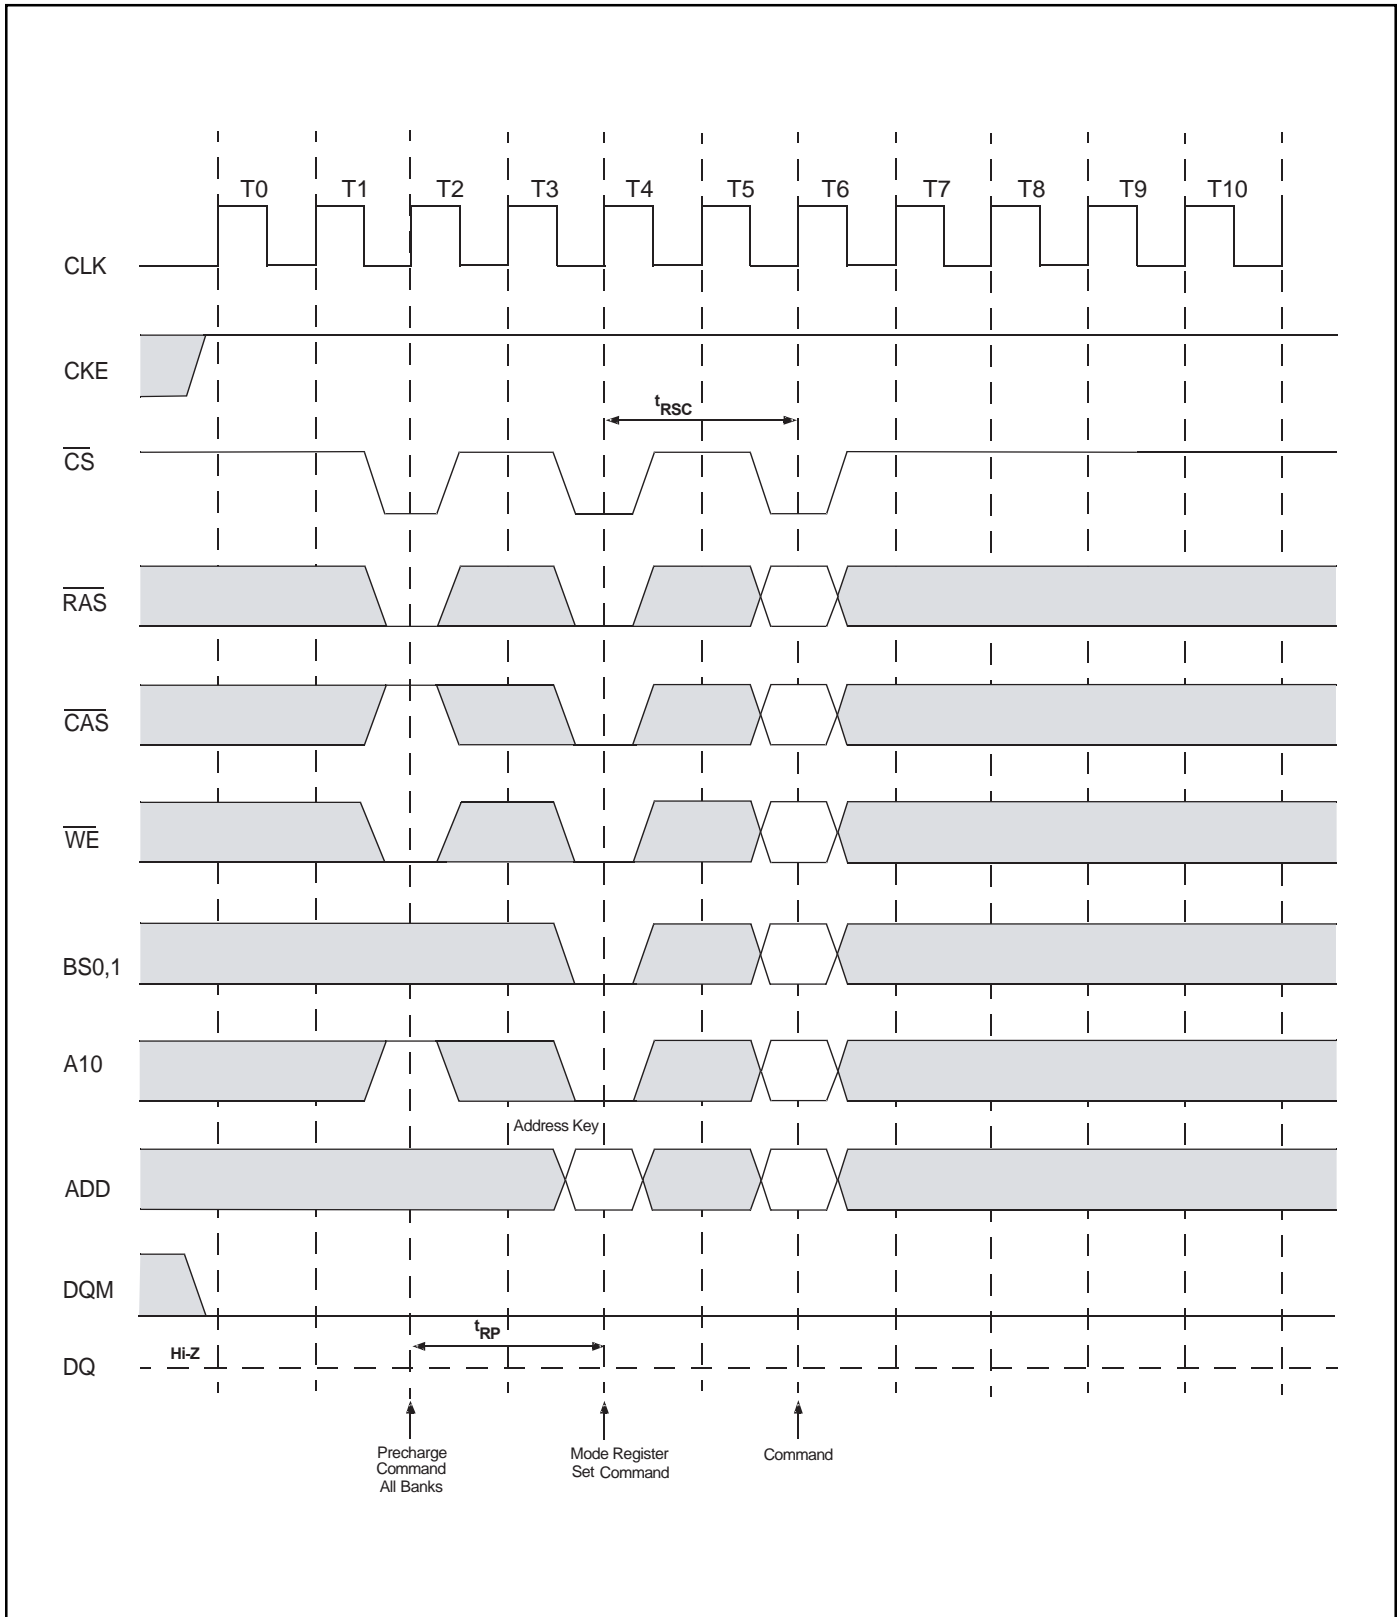 T0 T1 T2 T3 T4 T5 T6 T7 T8 T9 T10
CLK
CKE
tRSC
CS
RAS
CAS
WE
BS0,1
A10
Address Key
ADD
DQM
tRP
Hi-Z
DQ
Precharge
Command
All Banks
Mode Register
Set Command
Command